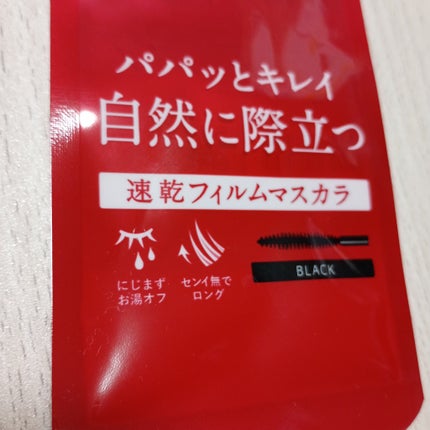 パパッとキレイ
自然に際立つ
速乾フィルムマスカラ
にじまず
お湯オフ
センイ無で
ロング
BLACK